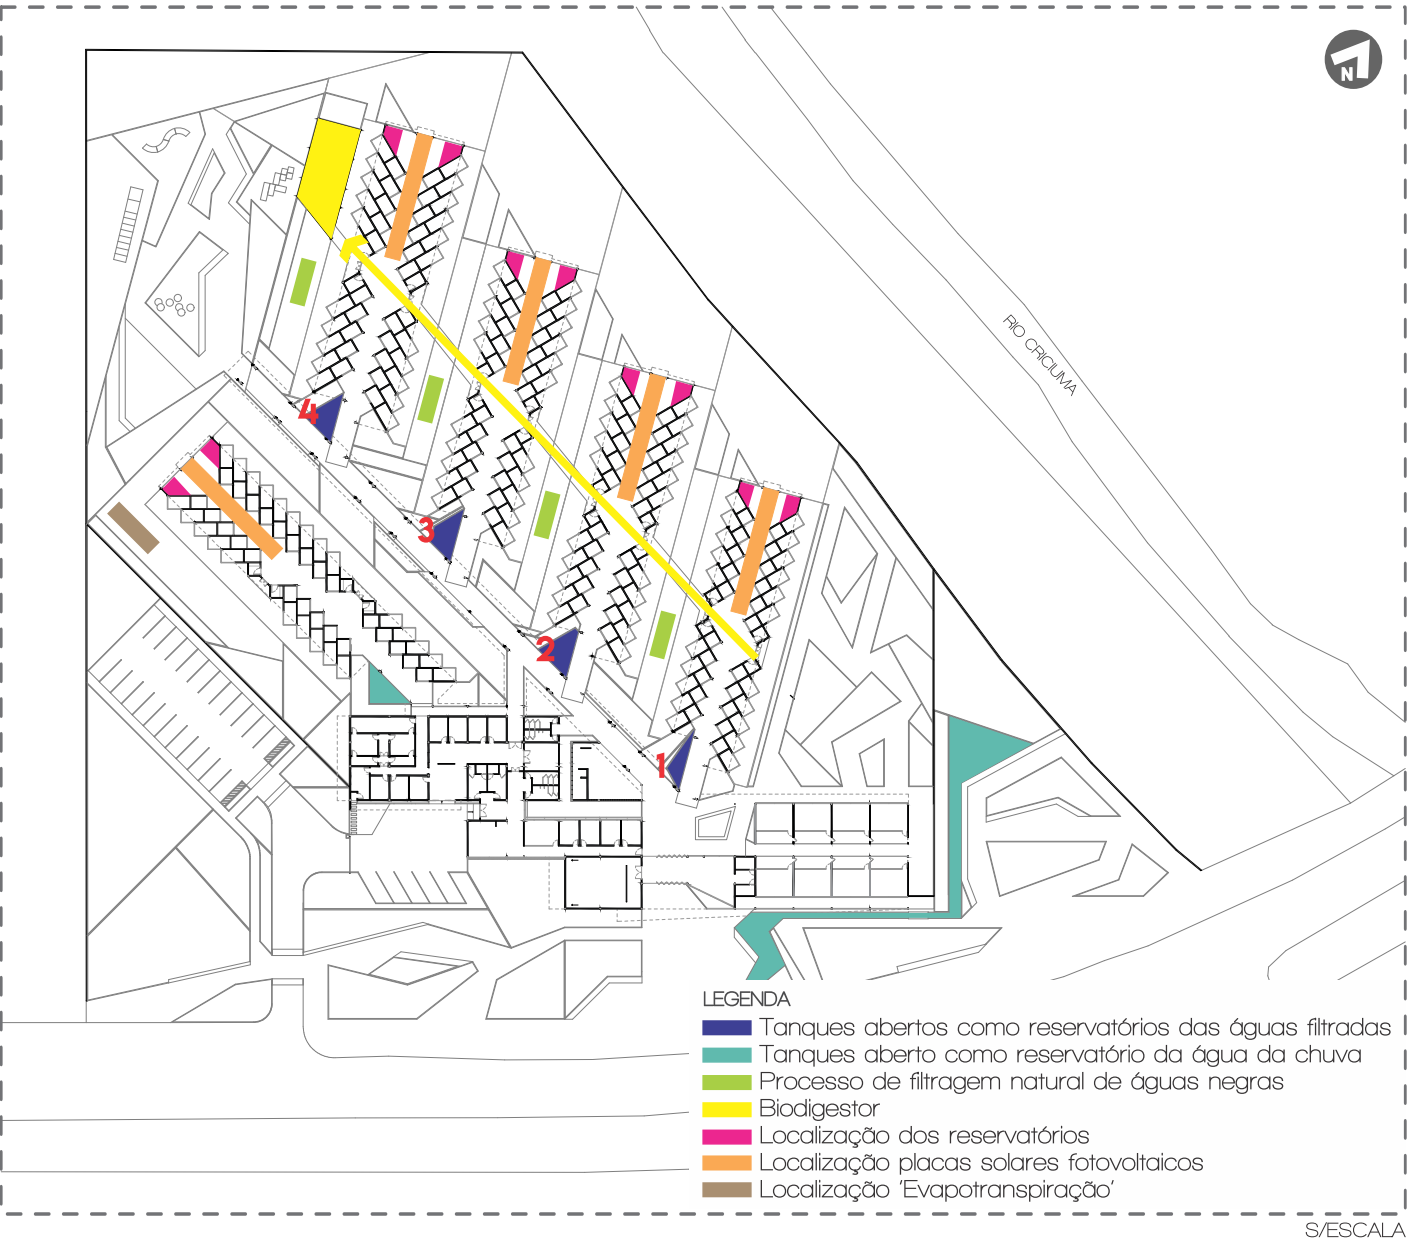 N
RIO CRICIUMA
4
3
2
1
LEGENDA
Tanques abertos como reservatórios das águas filtradas
Tanques aberto como reservatório da água da chuva
Processo de filtragem natural de águas negras
Biodigestor
Localização dos reservatórios
Localização placas solares fotovoltaicos
Localização 'Evapotranspiração'
S/ESCALA